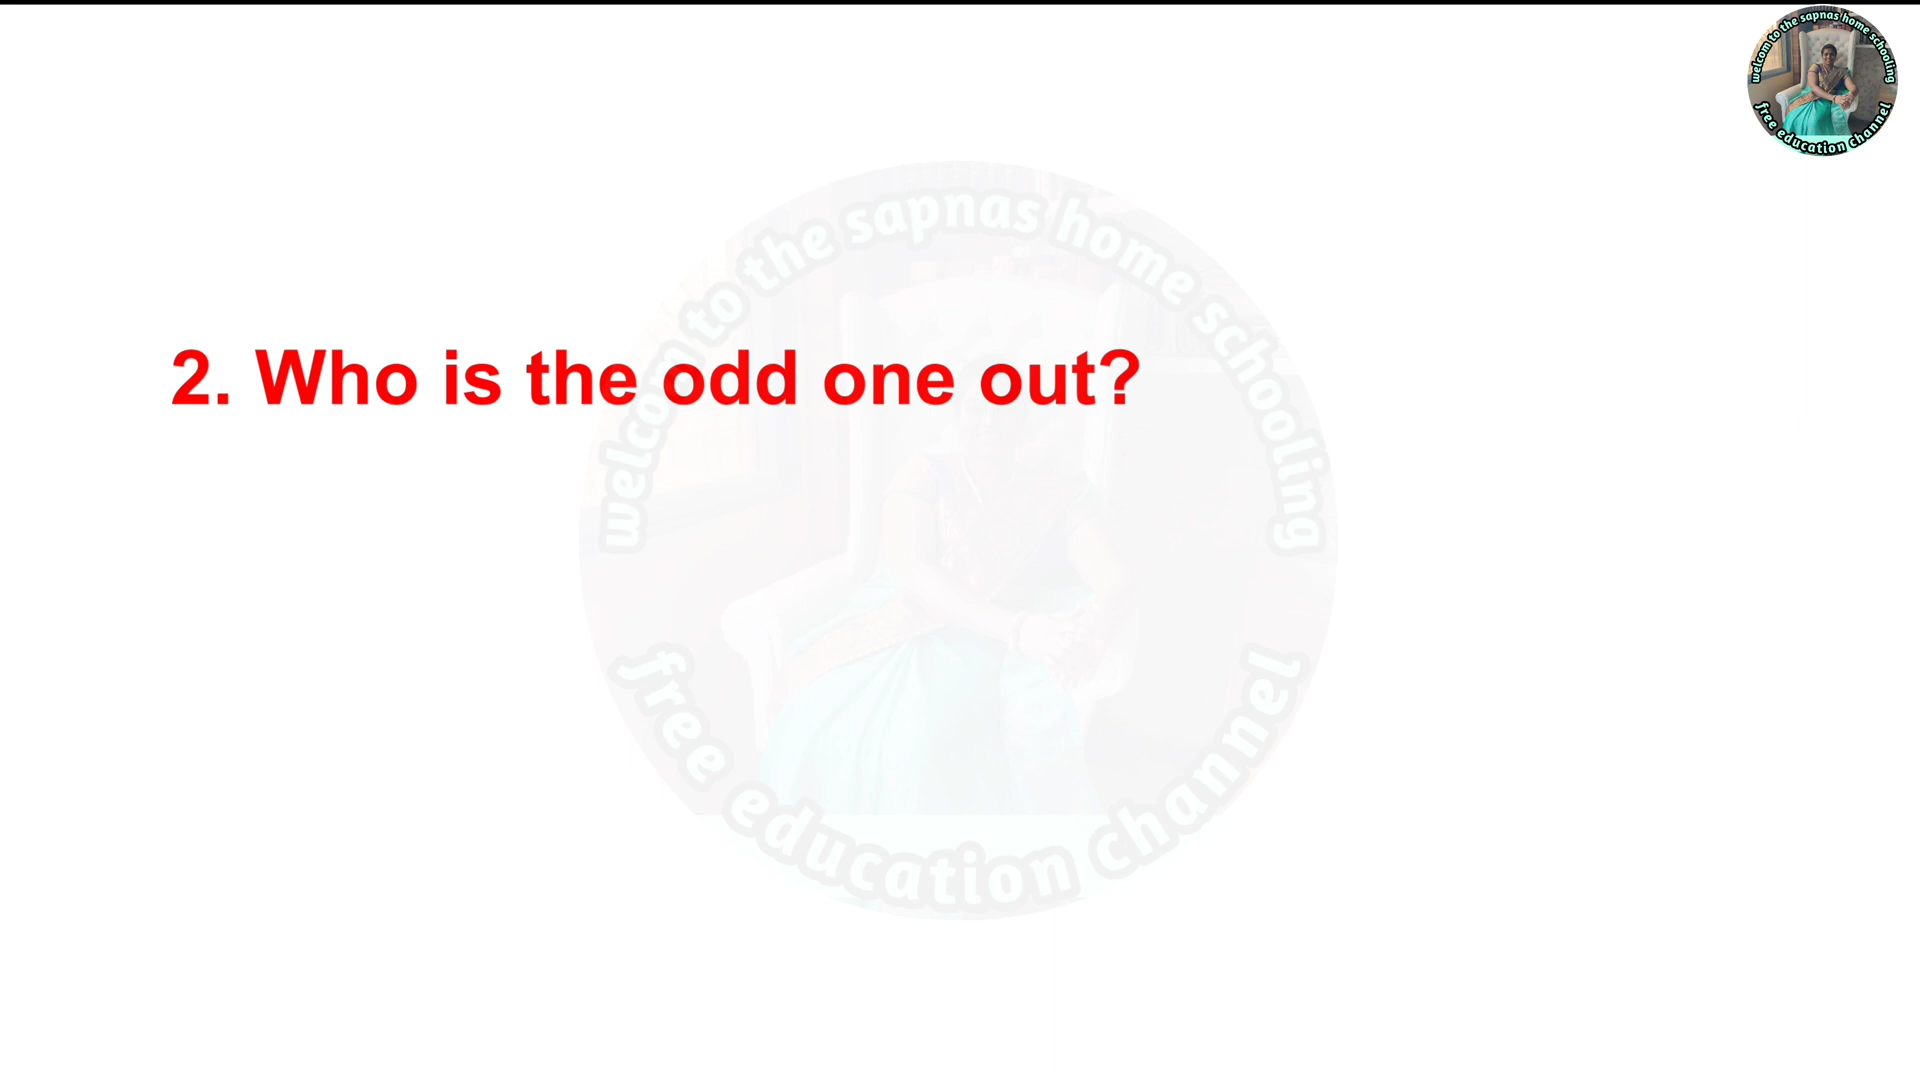 welcom to the sapnas home schooling
free education channel
2. Who is the odd one out?
welcom to the sapnas home schooling
free education channel